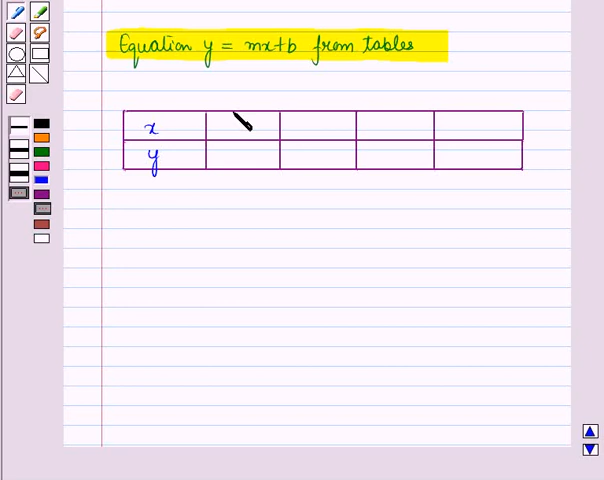 Equation y = mx+b from tables
x
y